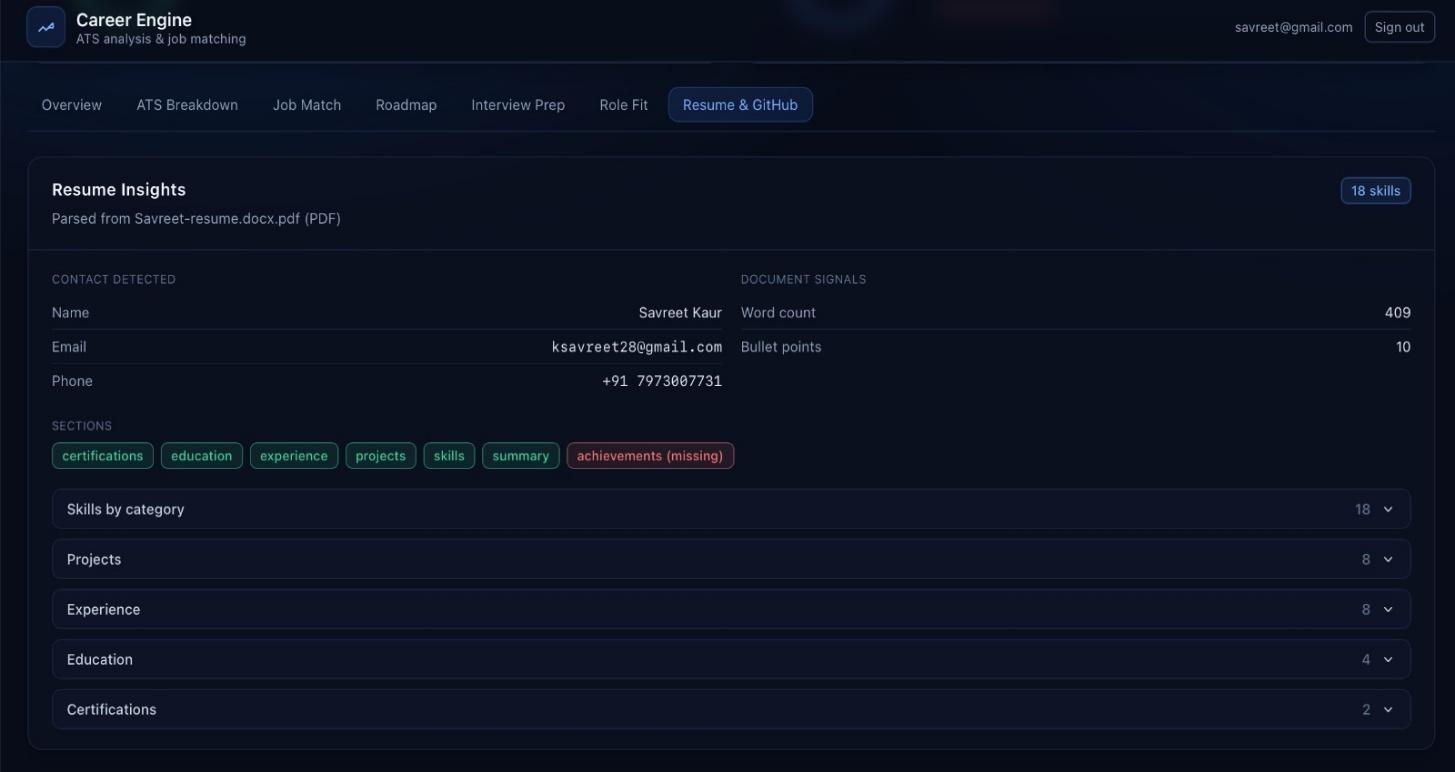 Career Engine
ATS analysis & job matching
savreet@gmail.com
Sign out
Overview
ATS Breakdown
Job Match
Roadmap
Interview Prep
Role Fit
Resume & GitHub
Resume Insights
18 skills
Parsed from Savreet-resume.docx.pdf (PDF)
CONTACT DETECTED
Name
Savreet Kaur
Email
ksavreet28@gmail.com
Phone
+91 7973007731
DOCUMENT SIGNALS
Word count
409
Bullet points
10
SECTIONS
certifications
education
experience
projects
skills
summary
achievements (missing)
Skills by category
18
Projects
8
Experience
8
Education
4
Certifications
2